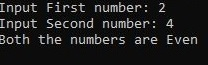 Input First number: 2
Input Second number: 4
Both the numbers are Even